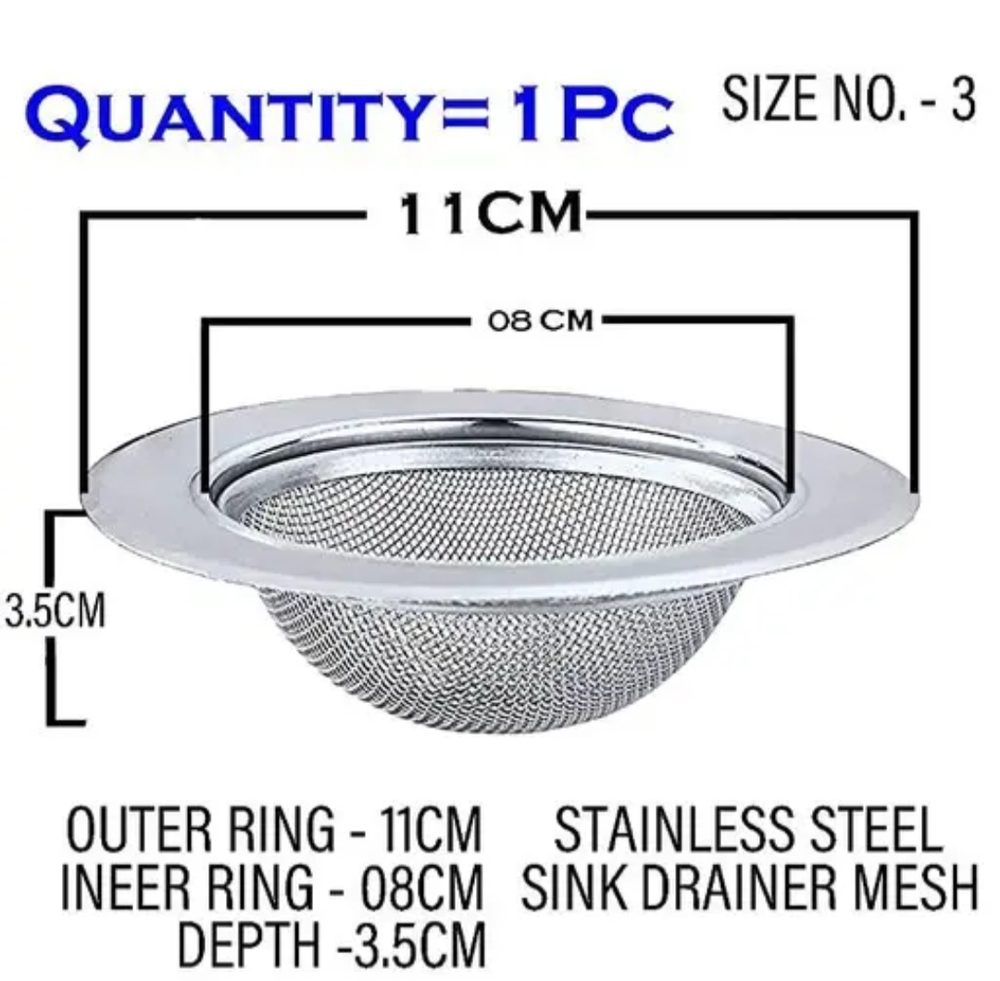 QUANTITY= 1PC
SIZE NO. - 3
11CM
08 CM
3.5CM
OUTER RING - 11CM
INEER RING - 08CM
DEPTH -3.5CM
STAINLESS STEEL
SINK DRAINER MESH